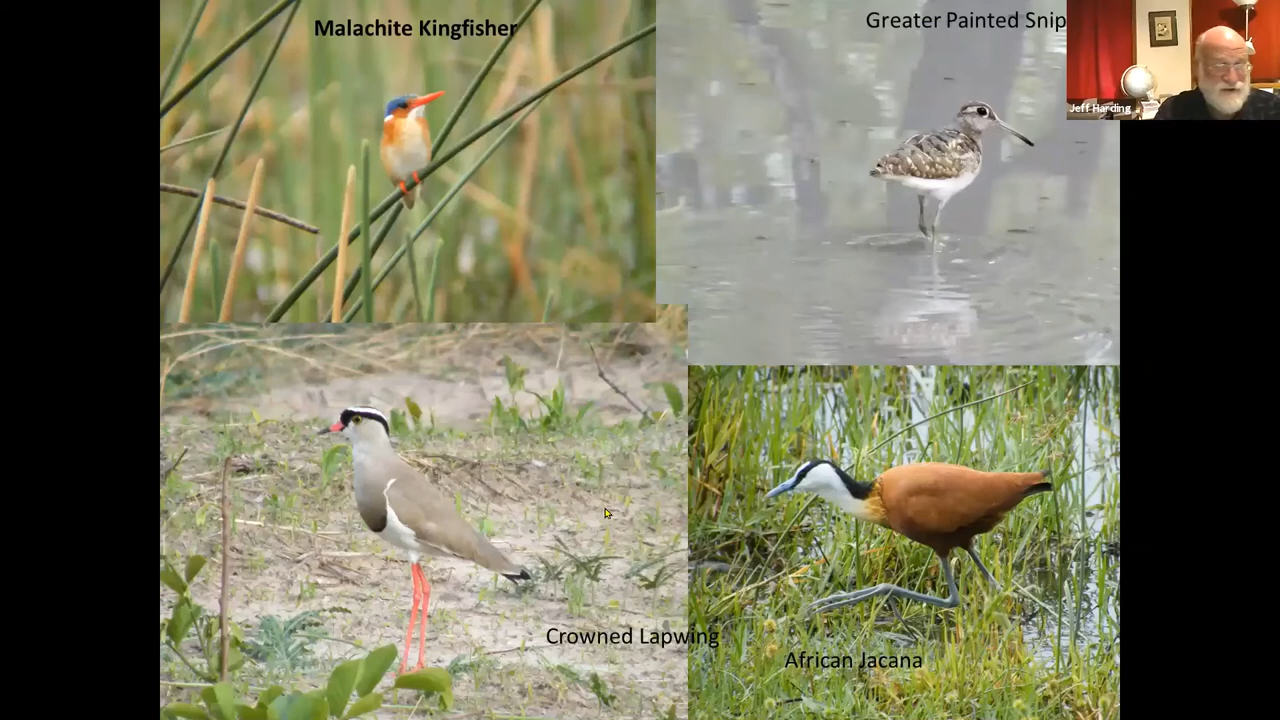 Malachite Kingfisher
Greater Painted Snip
Jeff Harding
Crowned Lapwing
African Jacana